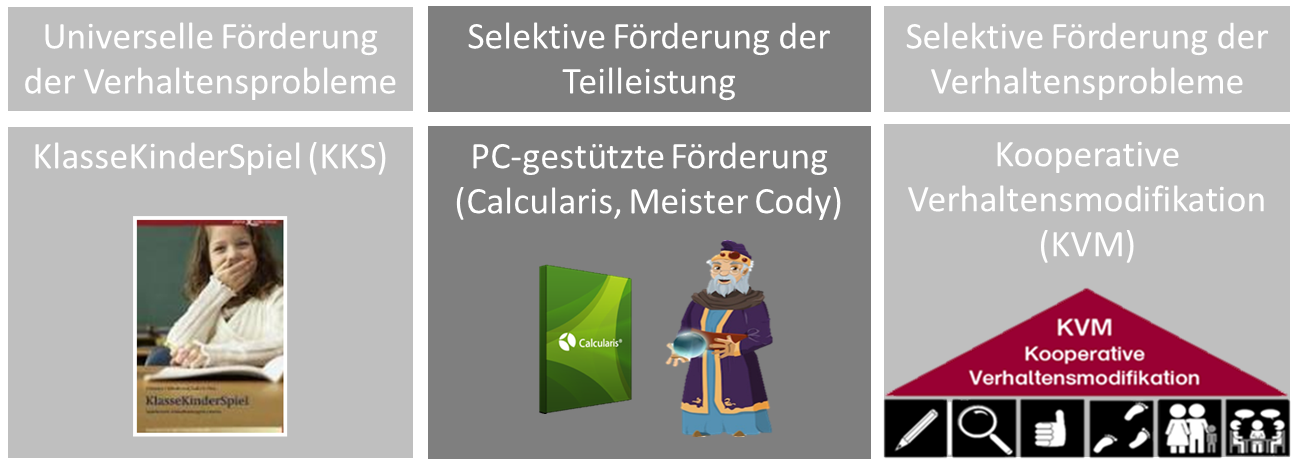 Universelle Förderung
der Verhaltensprobleme
Selektive Förderung der
Teilleistung
Selektive Förderung der
Verhaltensprobleme
KlasseKinderSpiel (KKS)
KlasseKinderSpiel
PC-gestützte Förderung
(Calcularis, Meister Cody)
Calcularis®
Kooperative
Verhaltensmodifikation
(KVM)
KVM
Kooperative
Verhaltensmodifikation